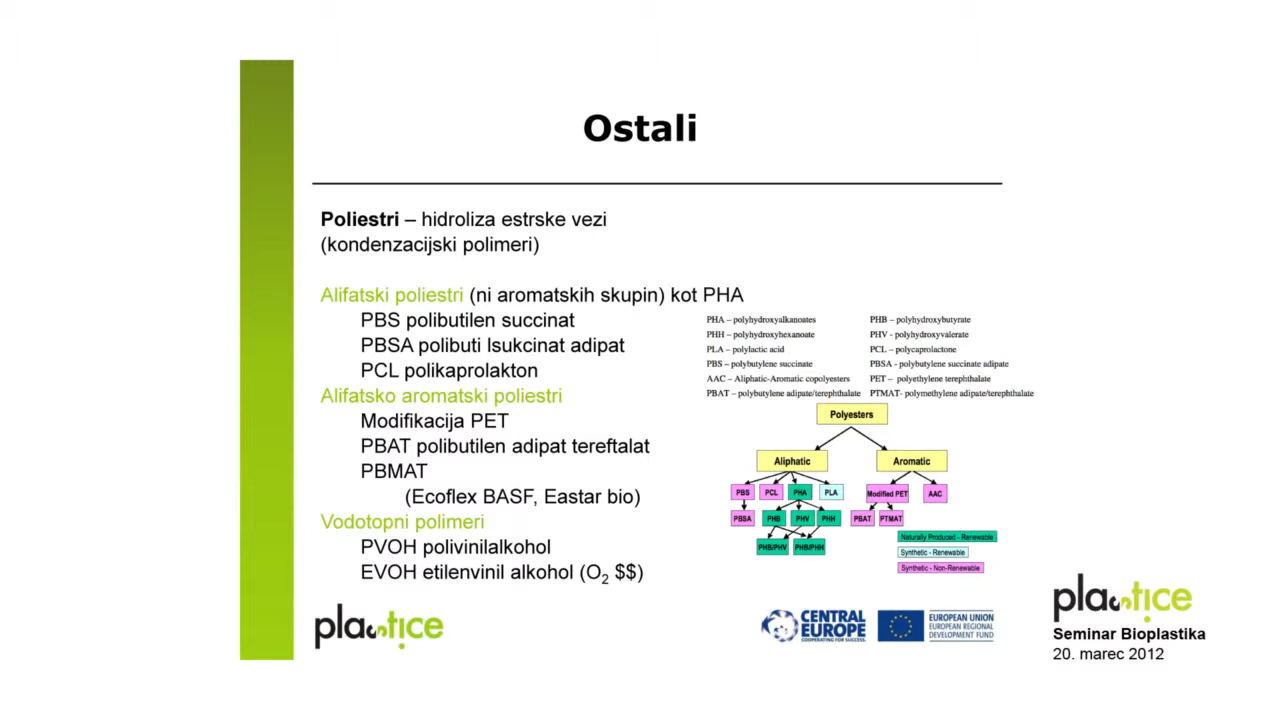 Ostali
Poliestri – hidroliza estrske vezi
(kondenzacijski polimeri)
Alifatski poliestri (ni aromatskih skupin) kot PHA
PBS polibutilen succinat
PBSA polibuti lsukcinat adipat
PCL polikaprolakton
Alifatsko aromatski poliestri
Modifikacija PET
PBAT polibutilen adipat tereftalat
PBMAT
(Ecoflex BASF, Eastar bio)
Vodotopni polimeri
PVOH polivinilalkohol
EVOH etilenvinil alkohol (O2 $$)
PHA – polyhydroxyalkanoates
PHB – polyhydroxybutyrate
PHH – polyhydroxyhexanoate
PHV - polyhydroxyvalerate
PLA – polylactic acid
PCL – polycaprolactone
PBS – polybutylene succinate
PBSA - polybutylene succinate adipate
AAC – Aliphatic-Aromatic copolyesters
PET – polyethylene terephthalate
PBAT – polybutylene adipate/terephthalate
PTMAT- polymethylene adipate/terephthalate
Polyesters
Aliphatic
Aromatic
PBS
PCL
PHA
PLA
Modified PET
AAC
PBSA
PHB
PHV
PHH
PBAT
PTMAT
PHB/PHV
PHB/PHH
Naturally Produced - Renewable
Synthetic - Renewable
Synthetic - Non-Renewable
plastice
CENTRAL
EUROPE
COOPERATING FOR SUCCESS.
EUROPEAN UNION
EUROPEAN REGIONAL
DEVELOPMENT FUND
plastice
Seminar Bioplastika
20. marec 2012